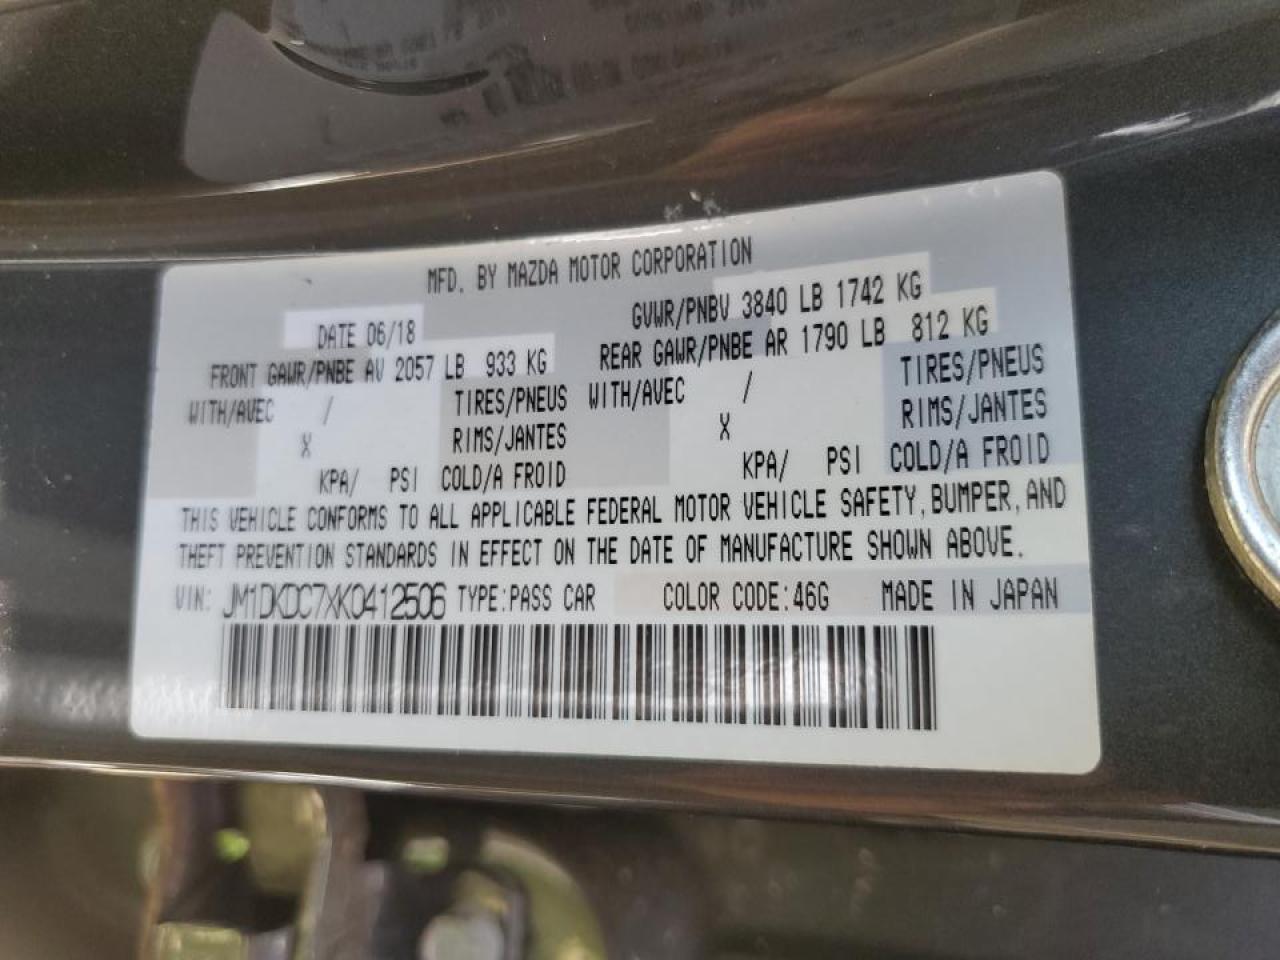 MFD. BY MAZDA MOTOR CORPORATION
DATE 06/18 GVWR/PNBV 3840 LB 1742 KG
FRONT GAWR/PNBE AV 2057 LB 933 KG REAR GAWR/PNBE AR 1790 LB 812 KG
WITH/AVEC / TIRES/PNEUS WITH/AVEC / TIRES/PNEUS
X RIMS/JANTES X RIMS/JANTES
KPA/ PSI COLD/A FROID KPA/ PSI COLD/A FROID
THIS VEHICLE CONFORMS TO ALL APPLICABLE FEDERAL MOTOR VEHICLE SAFETY, BUMPER, AND
THEFT PREVENTION STANDARDS IN EFFECT ON THE DATE OF MANUFACTURE SHOWN ABOVE.
VIN: JM1DKDC7XK0412506 TYPE:PASS CAR COLOR CODE:46G MADE IN JAPAN